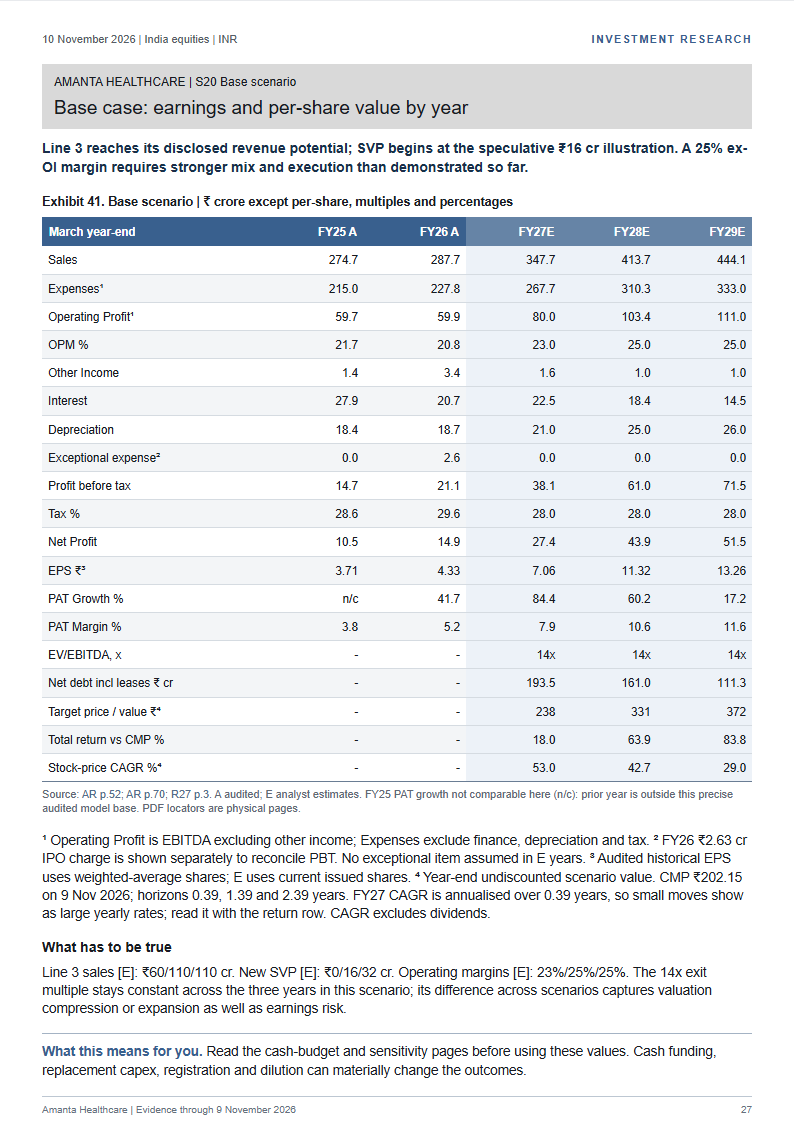 10 November 2026 | India equities | INR
INVESTMENT RESEARCH
AMANTA HEALTHCARE | S20 Base scenario
Base case: earnings and per-share value by year
Line 3 reaches its disclosed revenue potential; SVP begins at the speculative ₹16 cr illustration. A 25% ex-
OI margin requires stronger mix and execution than demonstrated so far.
Exhibit 41. Base scenario | ₹ crore except per-share, multiples and percentages
March year-end FY25 A FY26 A FY27E FY28E FY29E
Sales 274.7 287.7 347.7 413.7 444.1
Expenses¹ 215.0 227.8 267.7 310.3 333.0
Operating Profit¹ 59.7 59.9 80.0 103.4 111.0
OPM % 21.7 20.8 23.0 25.0 25.0
Other Income 1.4 3.4 1.6 1.0 1.0
Interest 27.9 20.7 22.5 18.4 14.5
Depreciation 18.4 18.7 21.0 25.0 26.0
Exceptional expense² 0.0 2.6 0.0 0.0 0.0
Profit before tax 14.7 21.1 38.1 61.0 71.5
Tax % 28.6 29.6 28.0 28.0 28.0
Net Profit 10.5 14.9 27.4 43.9 51.5
EPS ₹³ 3.71 4.33 7.06 11.32 13.26
PAT Growth % n/c 41.7 84.4 60.2 17.2
PAT Margin % 3.8 5.2 7.9 10.6 11.6
EV/EBITDA, x - - 14x 14x 14x
Net debt incl leases ₹ cr - - 193.5 161.0 111.3
Target price / value ₹⁴ - - 238 331 372
Total return vs CMP % - - 18.0 63.9 83.8
Stock-price CAGR %⁴ - - 53.0 42.7 29.0
Source: AR p.52; AR p.70; R27 p.3. A audited; E analyst estimates. FY25 PAT growth not comparable here (n/c): prior year is outside this precise
audited model base. PDF locators are physical pages.
¹ Operating Profit is EBITDA excluding other income; Expenses exclude finance, depreciation and tax. ² FY26 ₹2.63 cr
IPO charge is shown separately to reconcile PBT. No exceptional item assumed in E years. ³ Audited historical EPS
uses weighted-average shares; E uses current issued shares. ⁴ Year-end undiscounted scenario value. CMP ₹202.15
on 9 Nov 2026; horizons 0.39, 1.39 and 2.39 years. FY27 CAGR is annualised over 0.39 years, so small moves show
as large yearly rates; read it with the return row. CAGR excludes dividends.
What has to be true
Line 3 sales [E]: ₹60/110/110 cr. New SVP [E]: ₹0/16/32 cr. Operating margins [E]: 23%/25%/25%. The 14x exit
multiple stays constant across the three years in this scenario; its difference across scenarios captures valuation
compression or expansion as well as earnings risk.
What this means for you. Read the cash-budget and sensitivity pages before using these values. Cash funding,
replacement capex, registration and dilution can materially change the outcomes.
Amanta Healthcare | Evidence through 9 November 2026
27